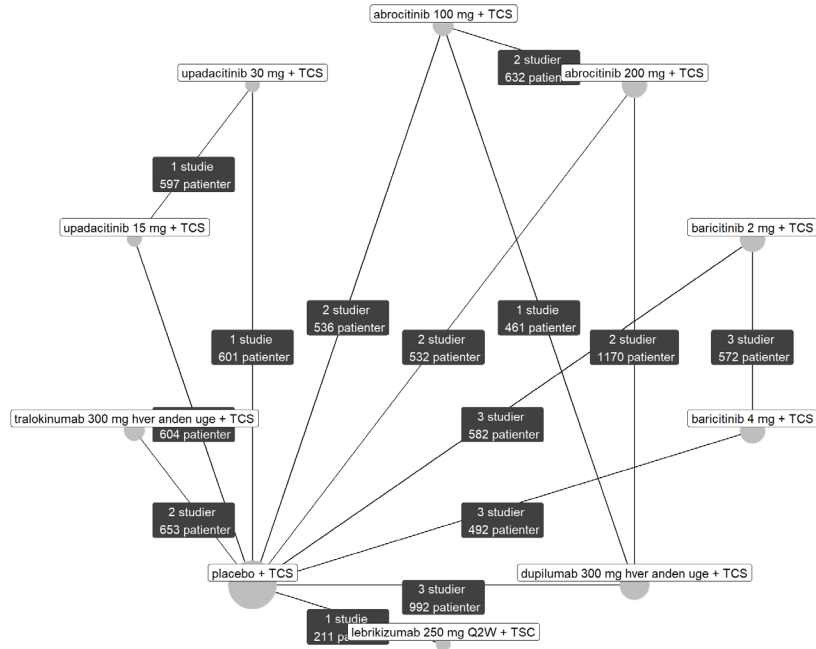 abrocitinib 100 mg + TCS
2 studier
632
abrocitinib 200 mg + TCS
upadacitinib 30 mg + TCS
1 studie
597 patienter
upadacitinib 15 mg + TCS
baricitinib 2 mg + TCS
2 studier
536 patienter
1 studie
461 patienter
1 studie
601 patienter
2 studier
532 patienter
2 studier
1170 patienter
3 studier
572 patienter
tralokinumab 300 mg hver anden uge + TCS
604 patienter
3 studier
582 patienter
baricitinib 4 mg + TCS
2 studier
653 patienter
3 studier
492 patienter
placebo + TCS
dupilumab 300 mg hver anden uge + TCS
3 studier
992 patienter
1 studie
211
lebrikizumab 250 mg Q2W + TSC